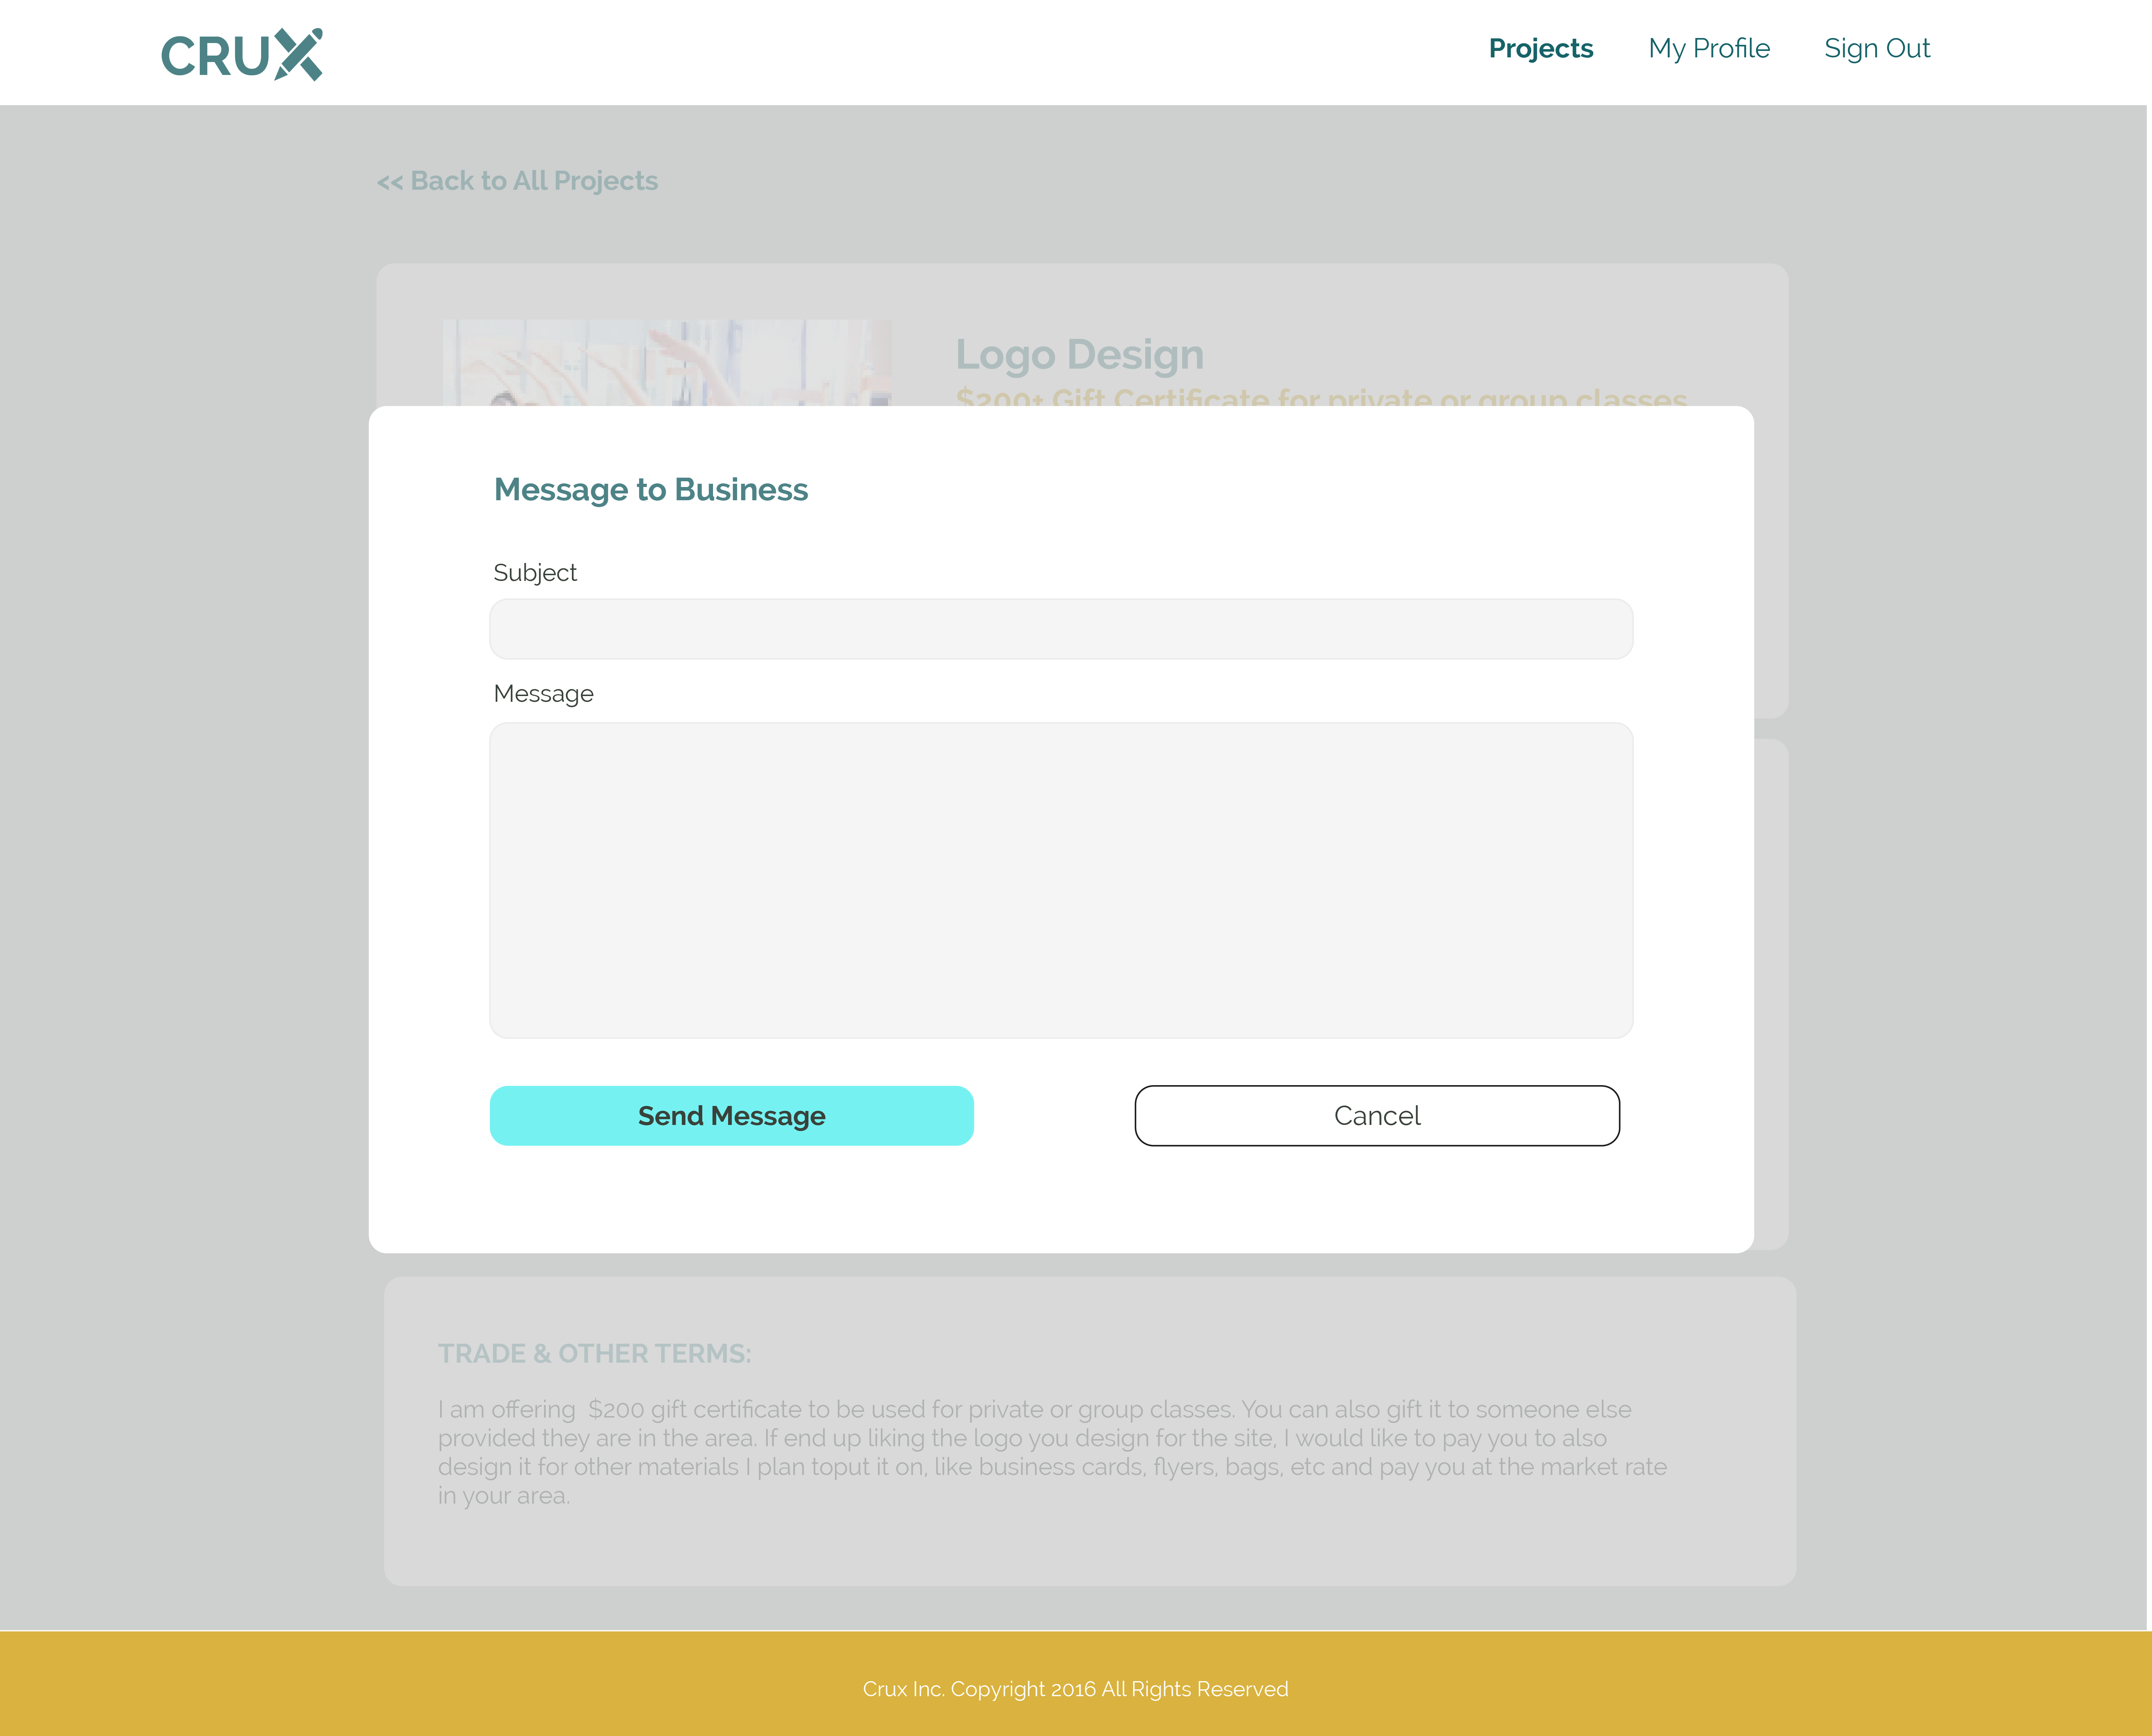 CRUX
Projects My Profile Sign Out
<< Back to All Projects
Logo Design
$200+ Gift Certificate for private or group classes
Message to Business
Subject
Message
Send Message Cancel
TRADE & OTHER TERMS:
I am offering  $200 gift certificate to be used for private or group classes. You can also gift it to someone else
provided they are in the area. If end up liking the logo you design for the site, I would like to pay you to also
design it for other materials I plan toput it on, like business cards, flyers, bags, etc and pay you at the market rate
in your area.
Crux Inc. Copyright 2016 All Rights Reserved